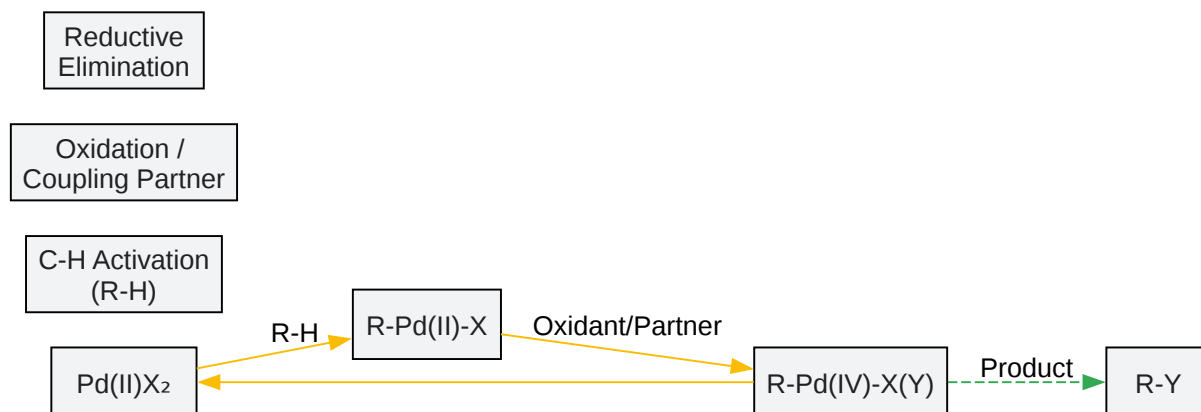 Reductive
Elimination
Oxidation /
Coupling Partner
C-H Activation
(R-H)
R-H
R-Pd(II)-X
Oxidant/Partner
Pd(II)X₂
R-Pd(IV)-X(Y)
Product
R-Y